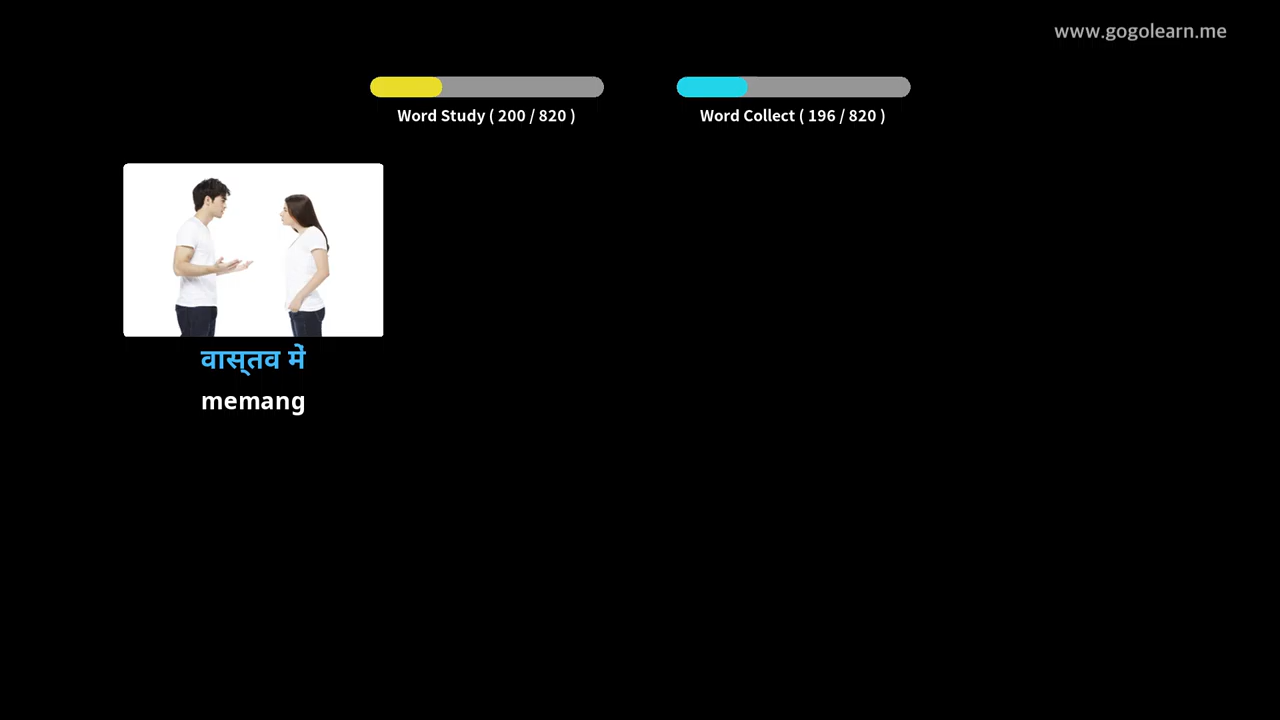 www.gogolearn.me
Word Study ( 200 / 820 )
Word Collect ( 196 / 820 )
वास्तव में
memang